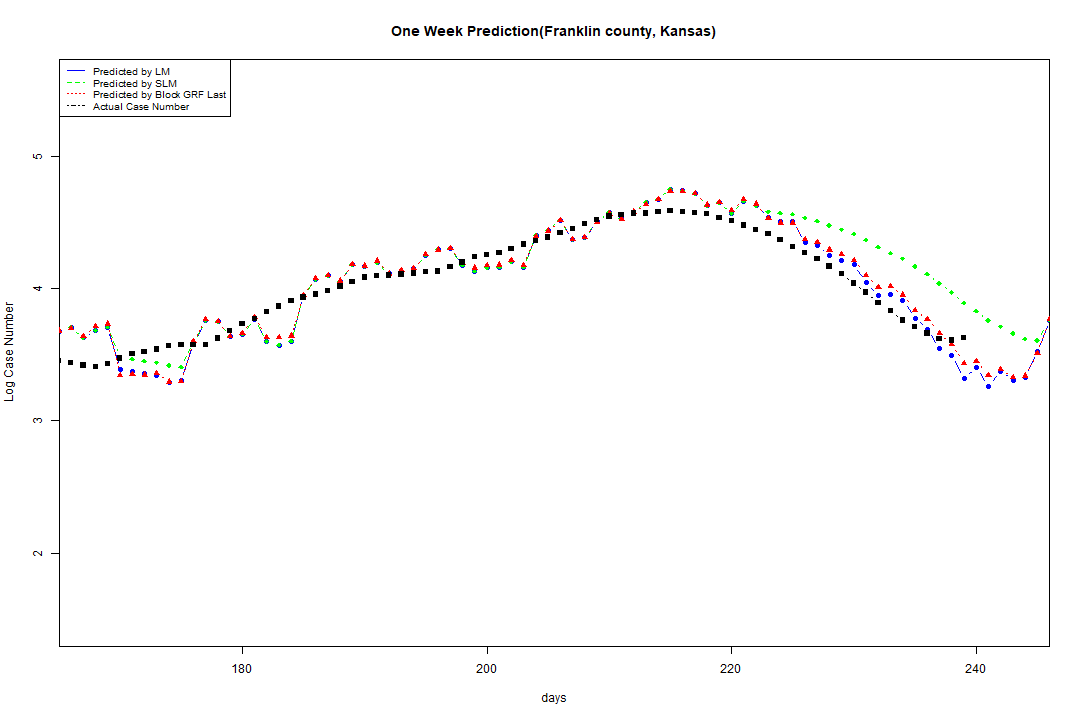 One Week Prediction(Franklin county, Kansas)
Predicted by LM
Predicted by SLM
Predicted by Block GRF Last
Actual Case Number
5
4
3
2
Log Case Number
180 200 220 240
days